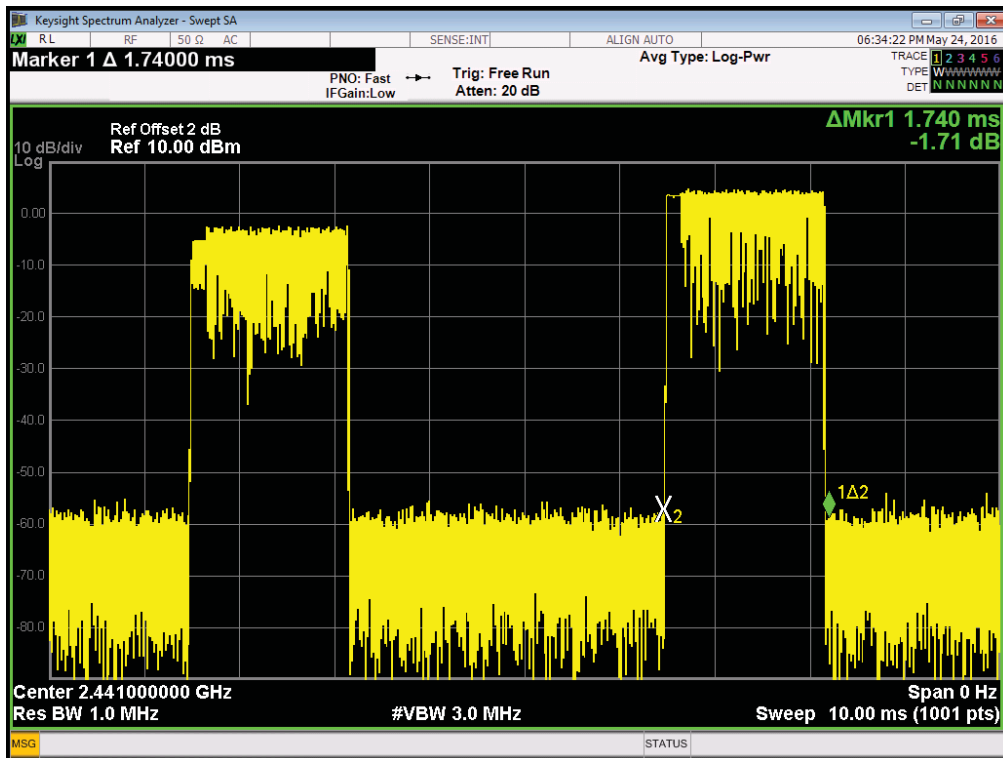 Keysight Spectrum Analyzer - Swept SA
LXI RL RF 50 Ω AC SENSE:INT ALIGN AUTO 06:34:22 PM May 24, 2016
Marker 1 Δ 1.74000 ms
PNO: Fast
IFGain:Low
Trig: Free Run
Atten: 20 dB
Avg Type: Log-Pwr
TRACE 1 2 3 4 5 6
TYPE WWWWWW
DET N N N N N N
ΔMkr1 1.740 ms
-1.71 dB
Ref Offset 2 dB
10 dB/div Ref 10.00 dBm
Log
0.00
-10.0
-20.0
-30.0
-40.0
-50.0
-60.0
-70.0
-80.0
X2
1Δ2
Center 2.441000000 GHz Span 0 Hz
Res BW 1.0 MHz #VBW 3.0 MHz Sweep 10.00 ms (1001 pts)
MSG STATUS